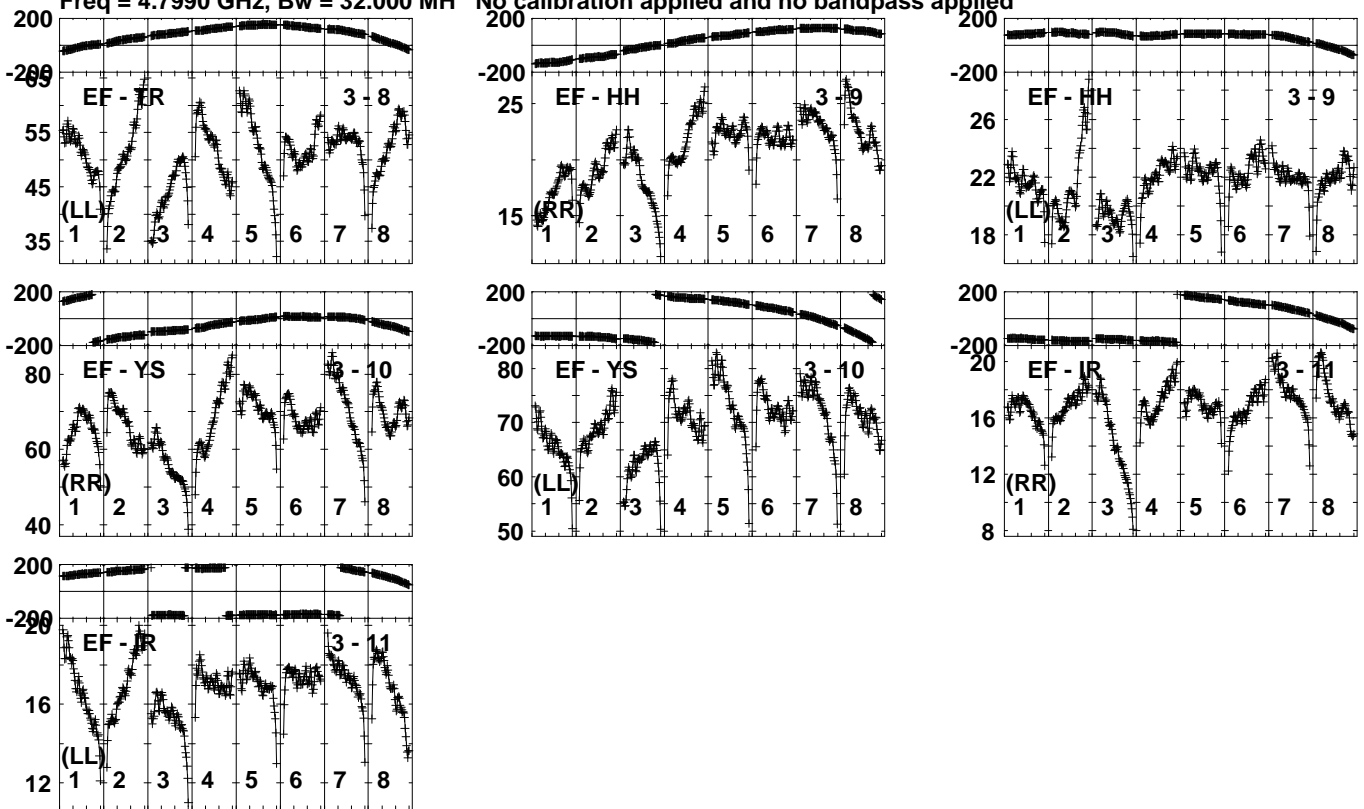 Freq = 4.7990 GHz, Bw = 32.000 MH No calibration applied and no bandpass applied
200
-200
65
55
45
35
EF - TR
3 - 8
(LL)
1 2 3 4 5 6 7 8
200
-200
25
15
EF - HH
3 - 9
(RR)
1 2 3 4 5 6 7 8
200
-200
26
22
18
EF - HH
3 - 9
(LL)
1 2 3 4 5 6 7 8
200
-200
80
60
40
EF - YS
3 - 10
(RR)
1 2 3 4 5 6 7 8
200
-200
80
70
60
50
EF - YS
3 - 10
(LL)
1 2 3 4 5 6 7 8
200
-200
20
16
12
8
EF - IR
3 - 11
(RR)
1 2 3 4 5 6 7 8
200
-200
20
16
12
EF - IR
3 - 11
(LL)
1 2 3 4 5 6 7 8